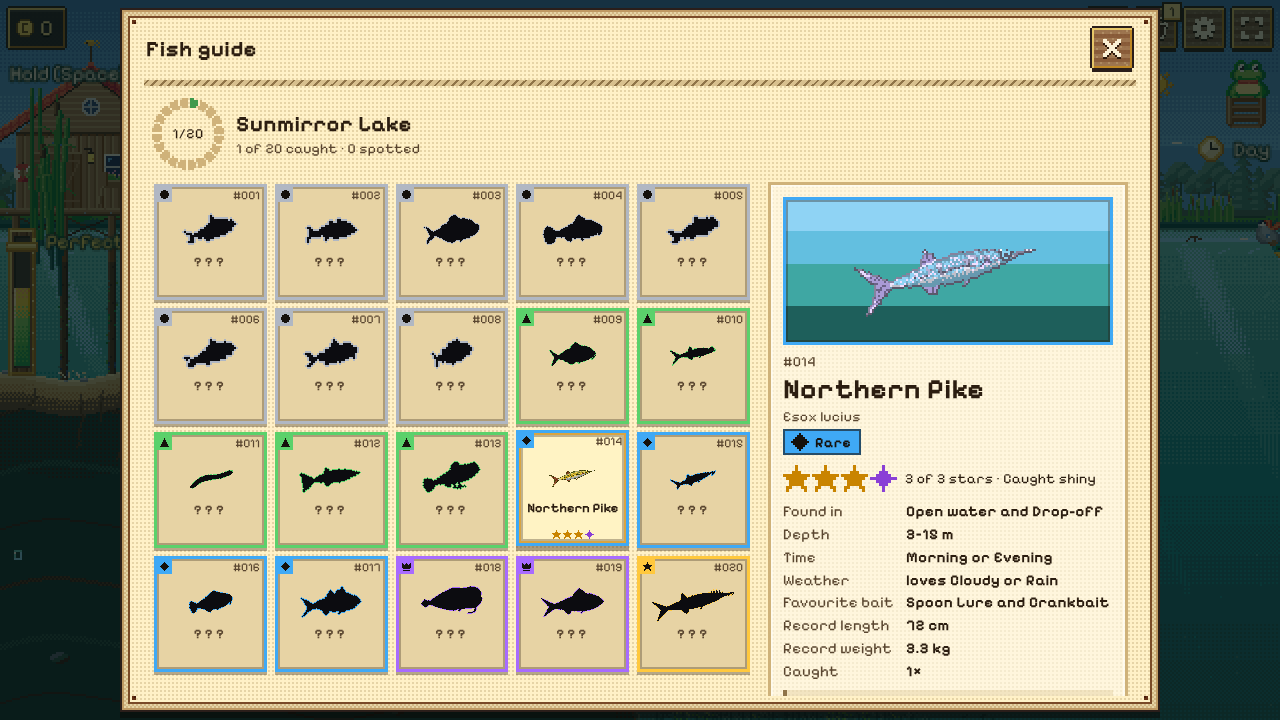 0
1
Hold (Space
Fish guide
Day
Perfect
1/20
Sunmirror Lake
1 of 20 caught · 0 spotted
#001
???
#002
???
#003
???
#004
???
#005
???
#006
???
#007
???
#008
???
#009
???
#010
???
#011
???
#012
???
#013
???
#014
Northern Pike
#015
???
#016
???
#017
???
#018
???
#019
???
#020
???
#014
Northern Pike
Esox lucius
Rare
3 of 3 stars · Caught shiny
Found in Open water and Drop-off
Depth 3-15 m
Time Morning or Evening
Weather loves Cloudy or Rain
Favourite bait Spoon Lure and Crankbait
Record length 72 cm
Record weight 3.3 kg
Caught 1×